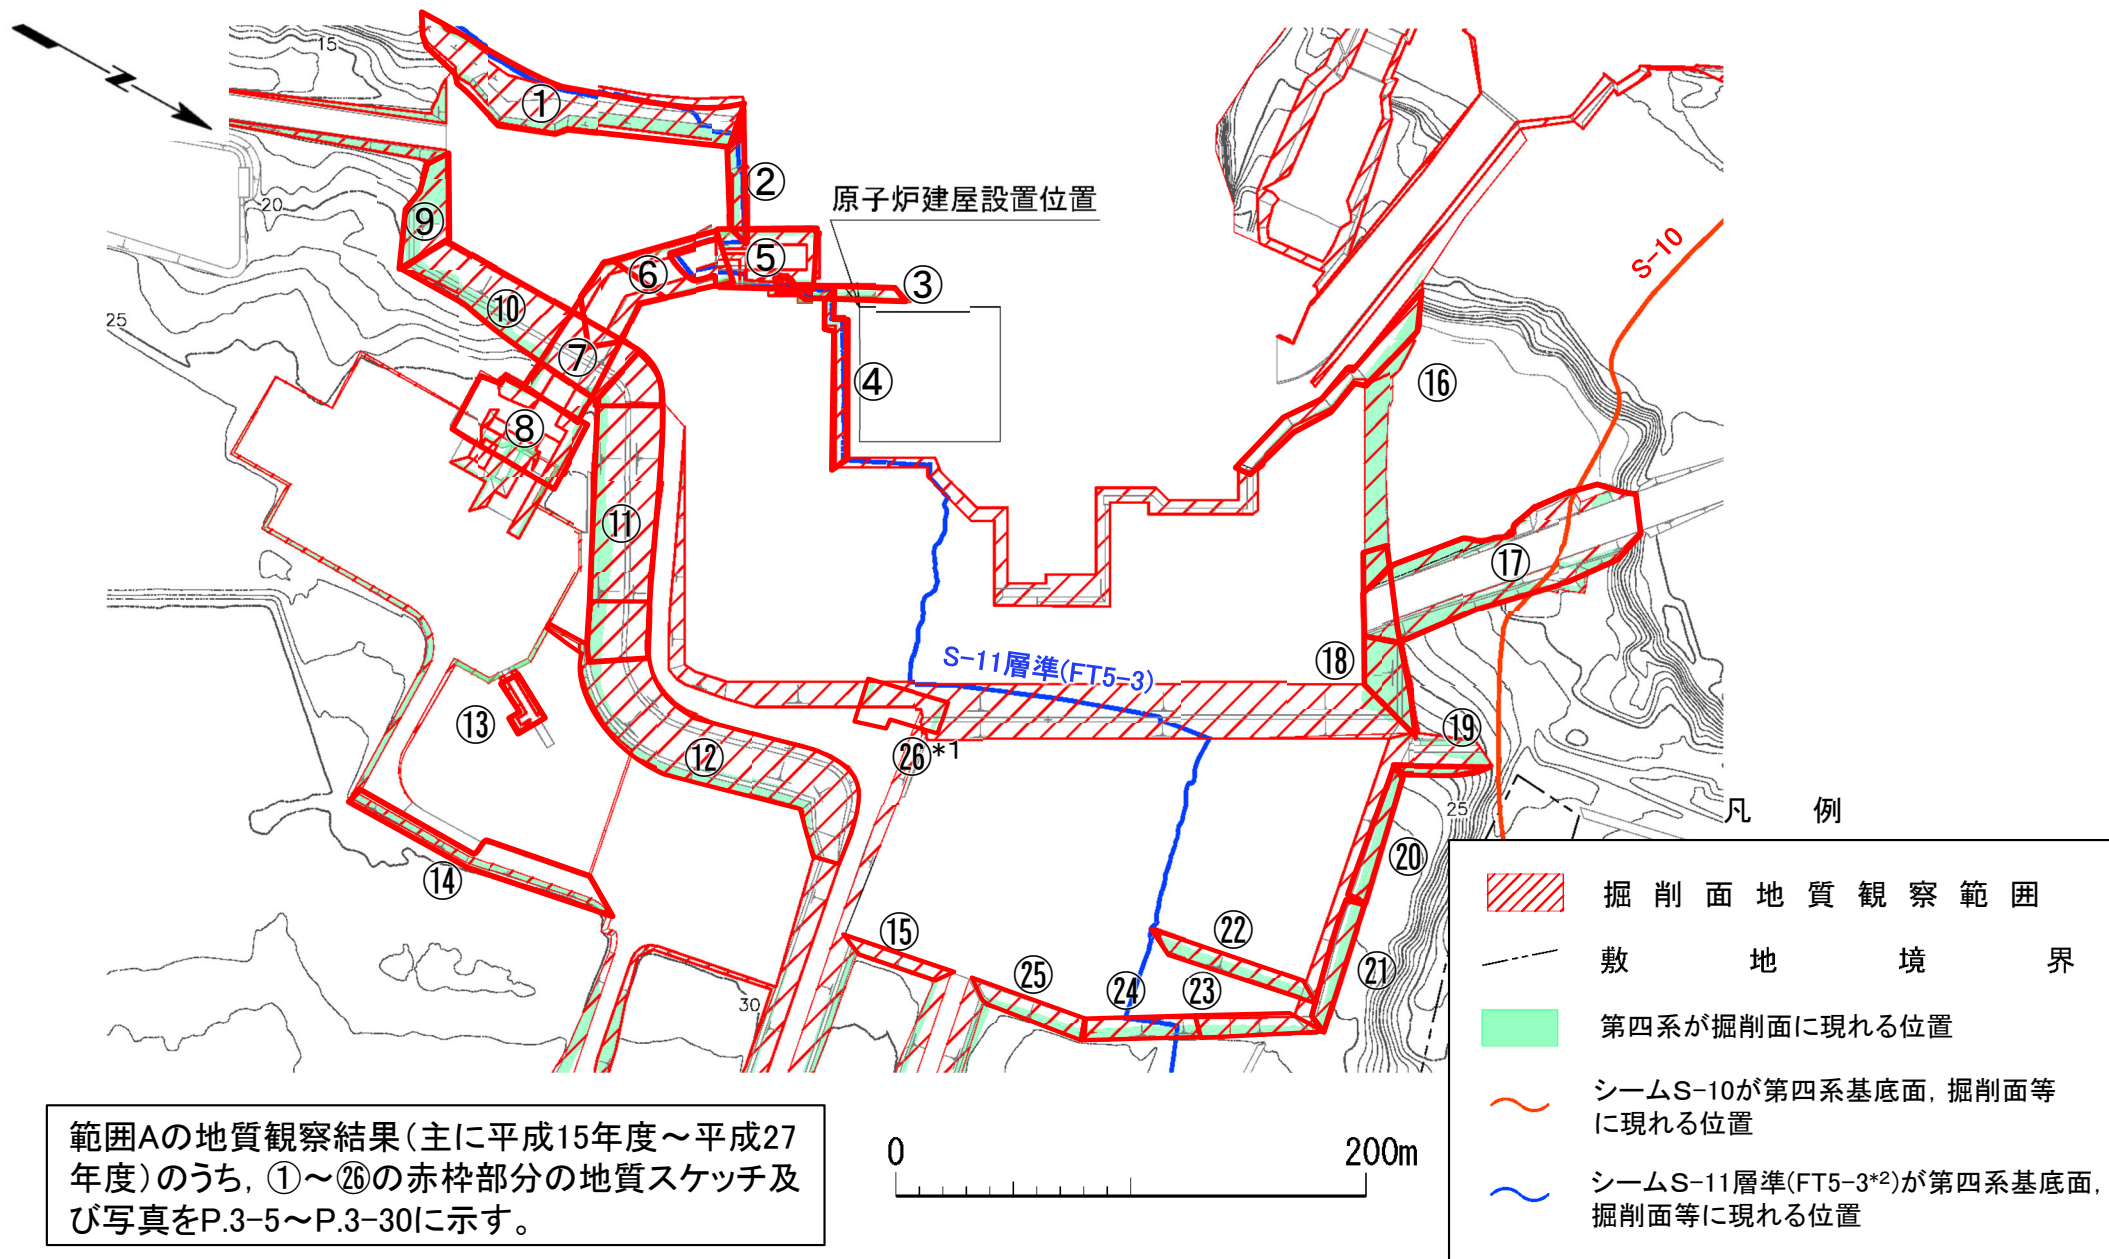 N
15
①
②
原子炉建屋設置位置
20
⑨
⑤
⑥
③
S-10
⑩
25
⑦
④
⑯
⑧
⑪
⑰
S-11層準(FT5-3)
⑱
⑬
⑲
⑫
㉖*1
25
凡 例
⑳
⑭
掘削面地質観察範囲
⑮
㉒
敷地境界
㉕
㉔
㉓
㉑
30
第四系が掘削面に現れる位置
シームS-10が第四系基底面，掘削面等
に現れる位置
シームS-11層準(FT5-3*2)が第四系基底面，
掘削面等に現れる位置
範囲Aの地質観察結果（主に平成15年度～平成27
年度）のうち，①～㉖の赤枠部分の地質スケッチ及
び写真をP.3-5～P.3-30に示す。
0 200m